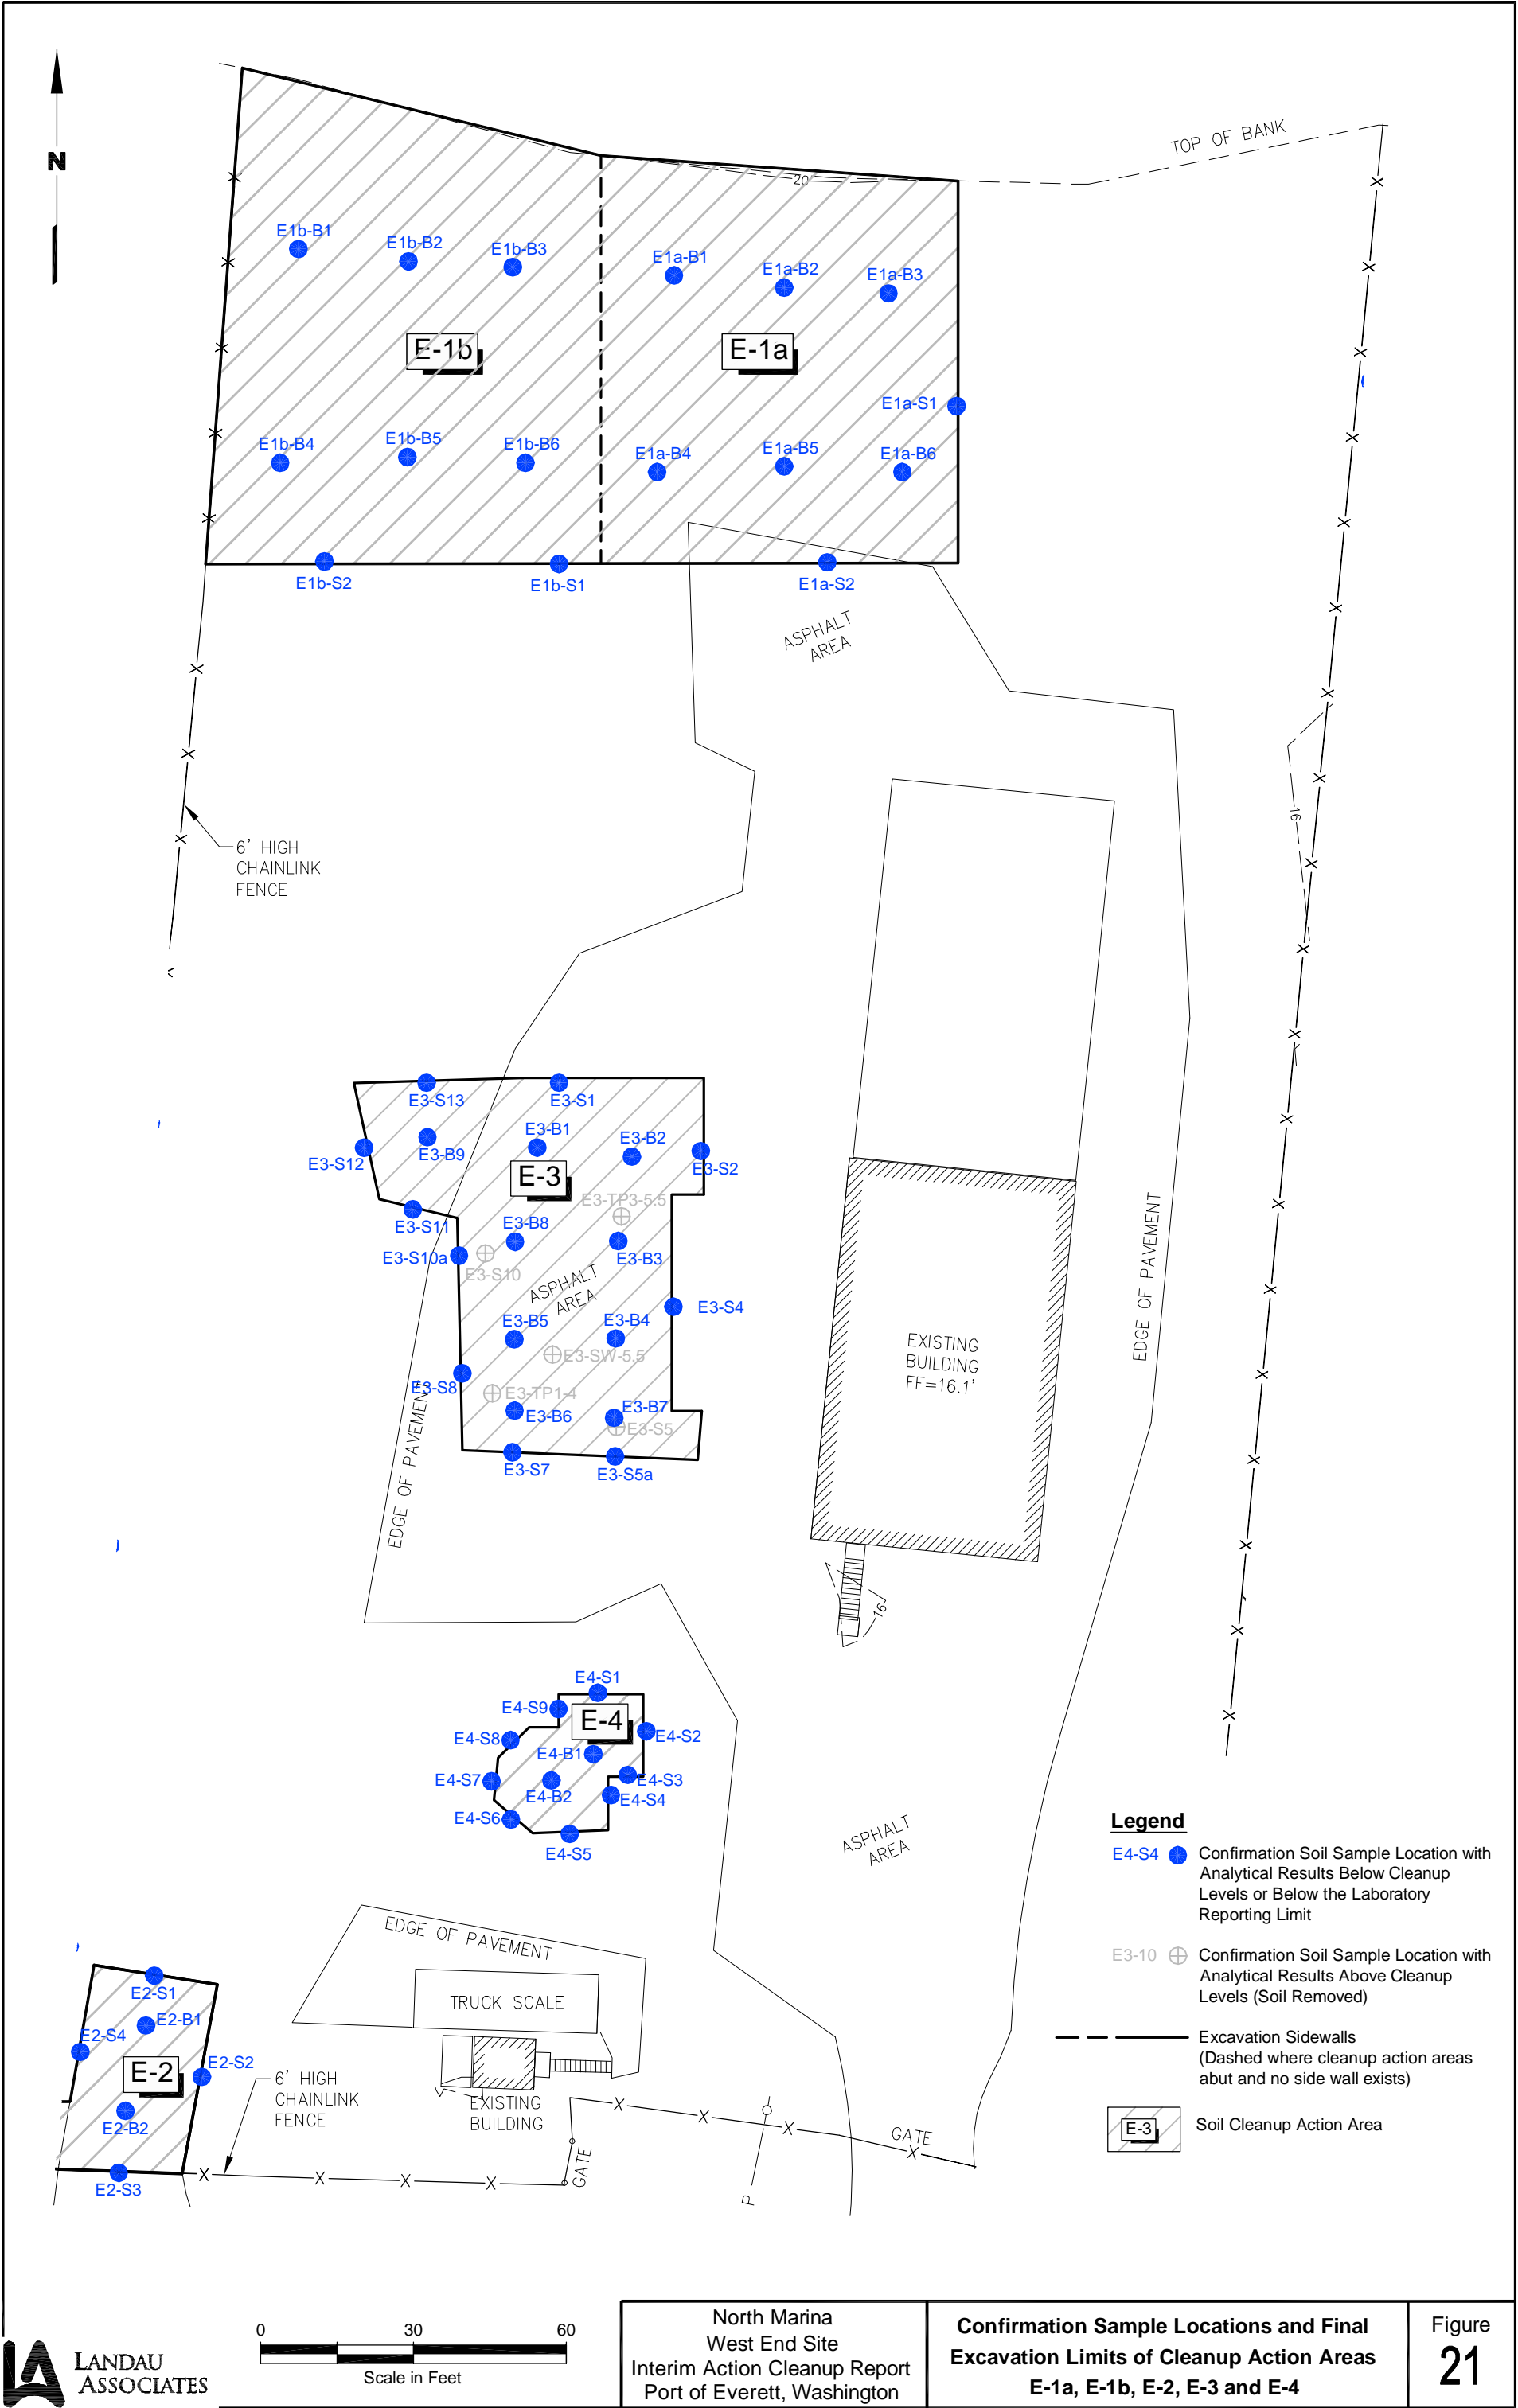 N
TOP OF BANK
20
E1b-B1
E1b-B2
E1b-B3
E1a-B1
E1a-B2
E1a-B3
E-1b
E-1a
E1a-S1
E1b-B4
E1b-B5
E1b-B6
E1a-B4
E1a-B5
E1a-B6
E1b-S2
E1b-S1
E1a-S2
ASPHALT
AREA
16
6' HIGH
CHAINLINK
FENCE
E3-S13
E3-S1
E3-B1
E3-B2
E3-B9
E3-S12
E3-S2
E-3
E3-TP3-5.5
E3-S11
E3-B8
E3-S10a
E3-B3
E3-S10
ASPHALT
AREA
E3-S4
E3-B5
E3-B4
E3-SW-5.5
E3-S8
E3-TP1-4
E3-B6
E3-B7
E3-S5
E3-S7
E3-S5a
EDGE OF PAVEMENT
EDGE OF PAVEMENT
EXISTING
BUILDING
FF=16.1'
16
E4-S1
E4-S9
E-4
E4-S8
E4-S2
E4-B1
E4-S7
E4-S3
E4-B2
E4-S4
E4-S6
E4-S5
ASPHALT
AREA
Legend
E4-S4
Confirmation Soil Sample Location with
Analytical Results Below Cleanup
Levels or Below the Laboratory
Reporting Limit
E3-10
Confirmation Soil Sample Location with
Analytical Results Above Cleanup
Levels (Soil Removed)
Excavation Sidewalls
(Dashed where cleanup action areas
abut and no side wall exists)
E-3
Soil Cleanup Action Area
EDGE OF PAVEMENT
TRUCK SCALE
EXISTING
BUILDING
E2-S1
E2-B1
E2-S4
E2-S2
E-2
E2-B2
E2-S3
6' HIGH
CHAINLINK
FENCE
GATE
GATE
P
LANDAU
ASSOCIATES
0 30 60
Scale in Feet
North Marina
West End Site
Interim Action Cleanup Report
Port of Everett, Washington
Confirmation Sample Locations and Final
Excavation Limits of Cleanup Action Areas
E-1a, E-1b, E-2, E-3 and E-4
Figure
21